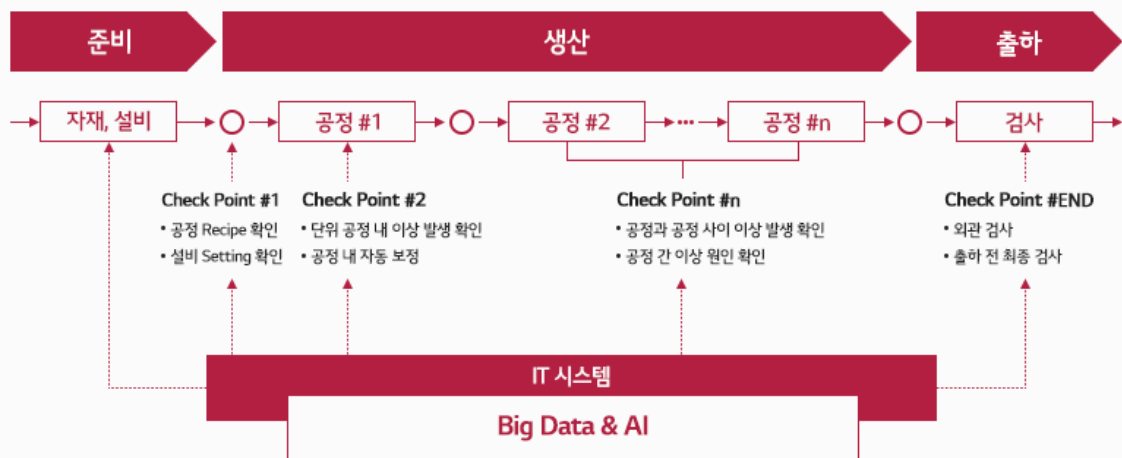 준비
생산
출하
자재, 설비
공정 #1
공정 #2
공정 #n
검사
Check Point #1
• 공정 Recipe 확인
• 설비 Setting 확인
Check Point #2
• 단위 공정 내 이상 발생 확인
• 공정 내 자동 보정
Check Point #n
• 공정과 공정 사이 이상 발생 확인
• 공정 간 이상 원인 확인
Check Point #END
• 외관 검사
• 출하 전 최종 검사
IT 시스템
Big Data & AI